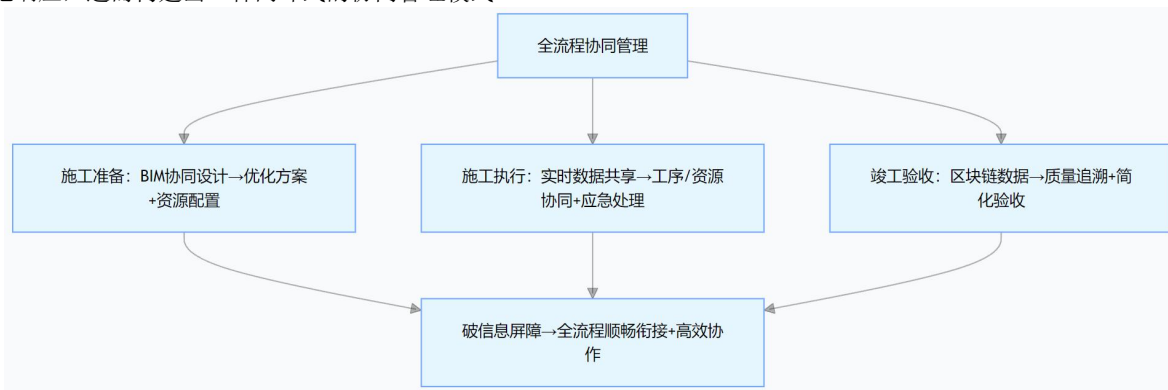 全流程协同管理
施工准备：BIM协同设计→优化方案
+资源配置
施工执行：实时数据共享→工序/资源
协同+应急处理
竣工验收：区块链数据→质量追溯+简
化验收
破信息屏障→全流程顺畅衔接+高效协
作